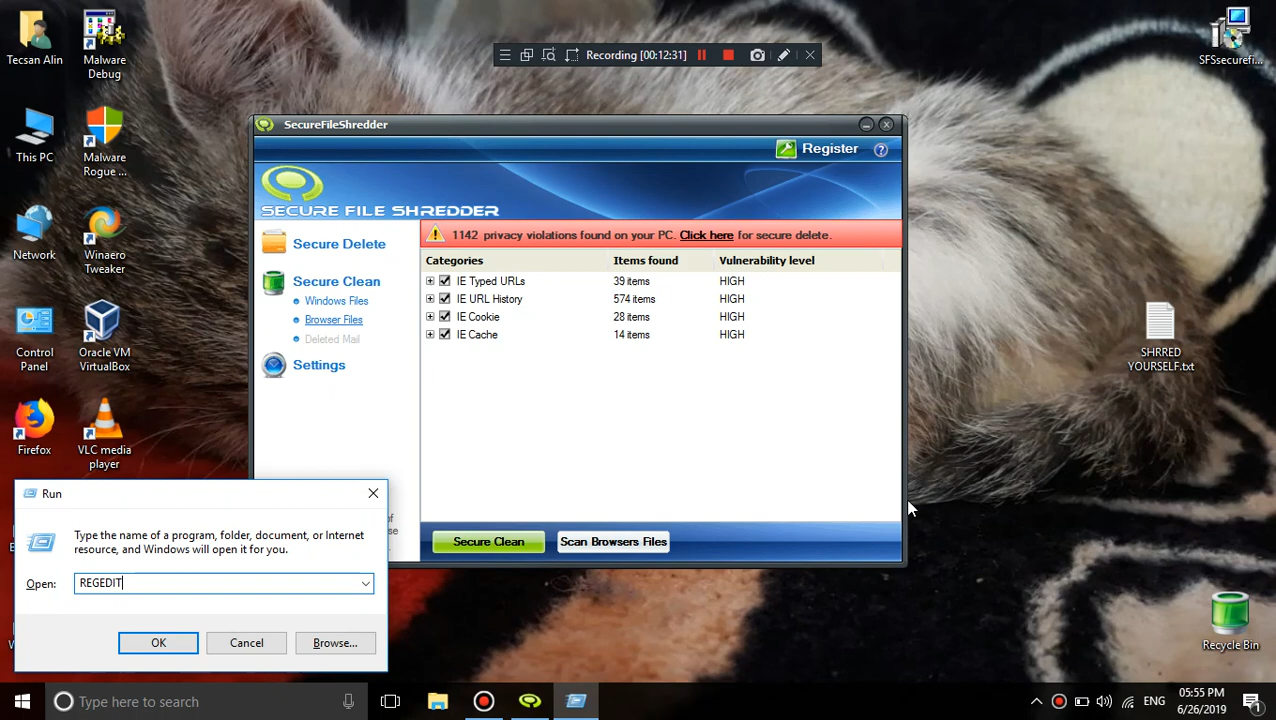 Tecsan Alin
Malware
Debug
This PC
Malware
Rogue ...
Network
Winaero
Tweaker
Control
Panel
Oracle VM
VirtualBox
Firefox
VLC media
player
Recording [00:12:31]
SFSsecurefi...
SecureFileShredder
Register
SECURE FILE SHREDDER
Secure Delete
Secure Clean
Windows Files
Browser Files
Deleted Mail
Settings
1142 privacy violations found on your PC. Click here for secure delete.
Categories Items found Vulnerability level
IE Typed URLs 39 items HIGH
IE URL History 574 items HIGH
IE Cookie 28 items HIGH
IE Cache 14 items HIGH
Secure Clean Scan Browsers Files
SHRRED
YOURSELF.txt
Run
Type the name of a program, folder, document, or Internet
resource, and Windows will open it for you.
Open: REGEDIT
OK Cancel Browse...
Recycle Bin
Type here to search
ENG
05:55 PM
6/26/2019
1